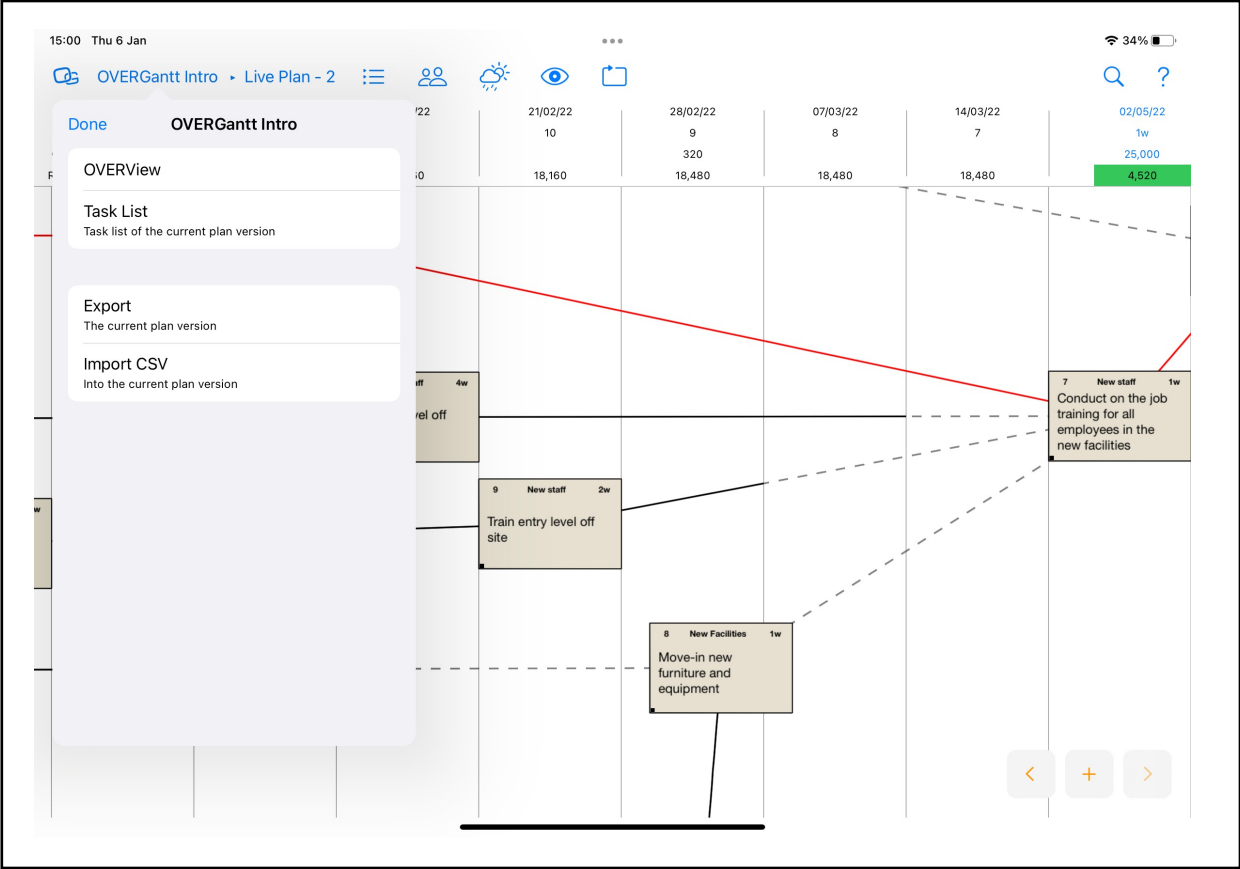 15:00 Thu 6 Jan
34%
OVERGantt Intro ▸ Live Plan - 2
Done OVERGantt Intro
OVERView
Task List
Task list of the current plan version
Export
The current plan version
Import CSV
Into the current plan version
/22 21/02/22 28/02/22 07/03/22 14/03/22 02/05/22
10 9 8 7 1w
320 25,000
18,160 18,480 18,480 18,480 4,520
4w
7 New staff 1w
Conduct on the job
training for all
employees in the
new facilities
off
9 New staff 2w
Train entry level off
site
w
8 New Facilities 1w
Move-in new
furniture and
equipment